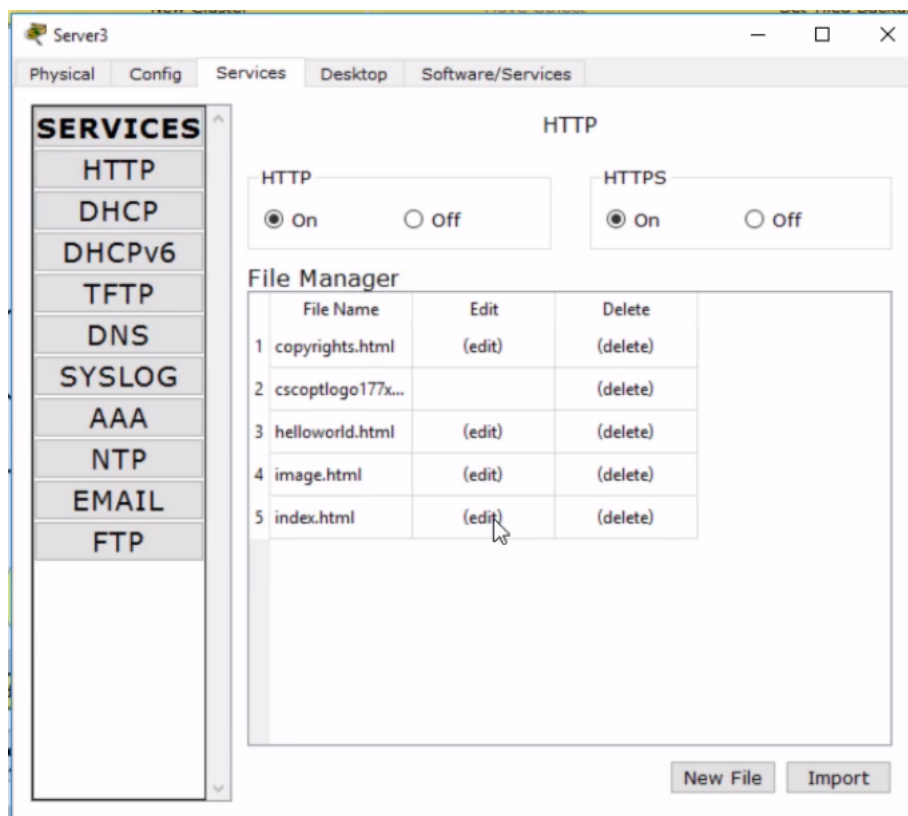 Server3
Physical Config Services Desktop Software/Services
SERVICES
HTTP
DHCP
DHCPv6
TFTP
DNS
SYSLOG
AAA
NTP
EMAIL
FTP
HTTP
HTTP
On Off
HTTPS
On Off
File Manager
File Name Edit Delete
1 copyrights.html (edit) (delete)
2 cscoptlogo177x... (delete)
3 helloworld.html (edit) (delete)
4 image.html (edit) (delete)
5 index.html (edit) (delete)
New File Import